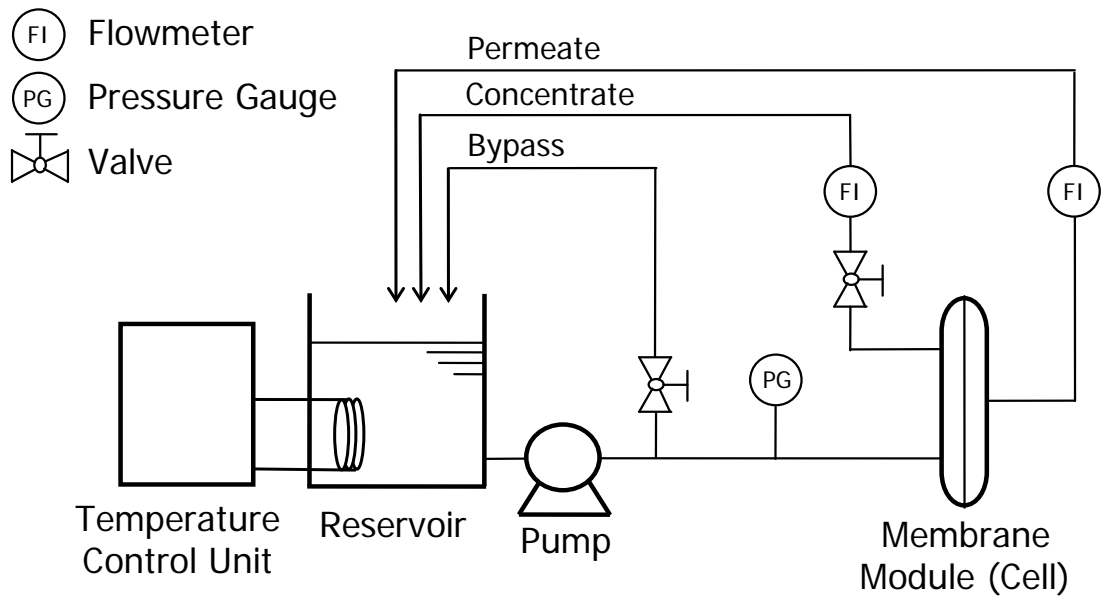 FI Flowmeter
PG Pressure Gauge
Valve
Permeate
Concentrate
Bypass
FI
FI
PG
Temperature
Control Unit
Reservoir
Pump
Membrane
Module (Cell)